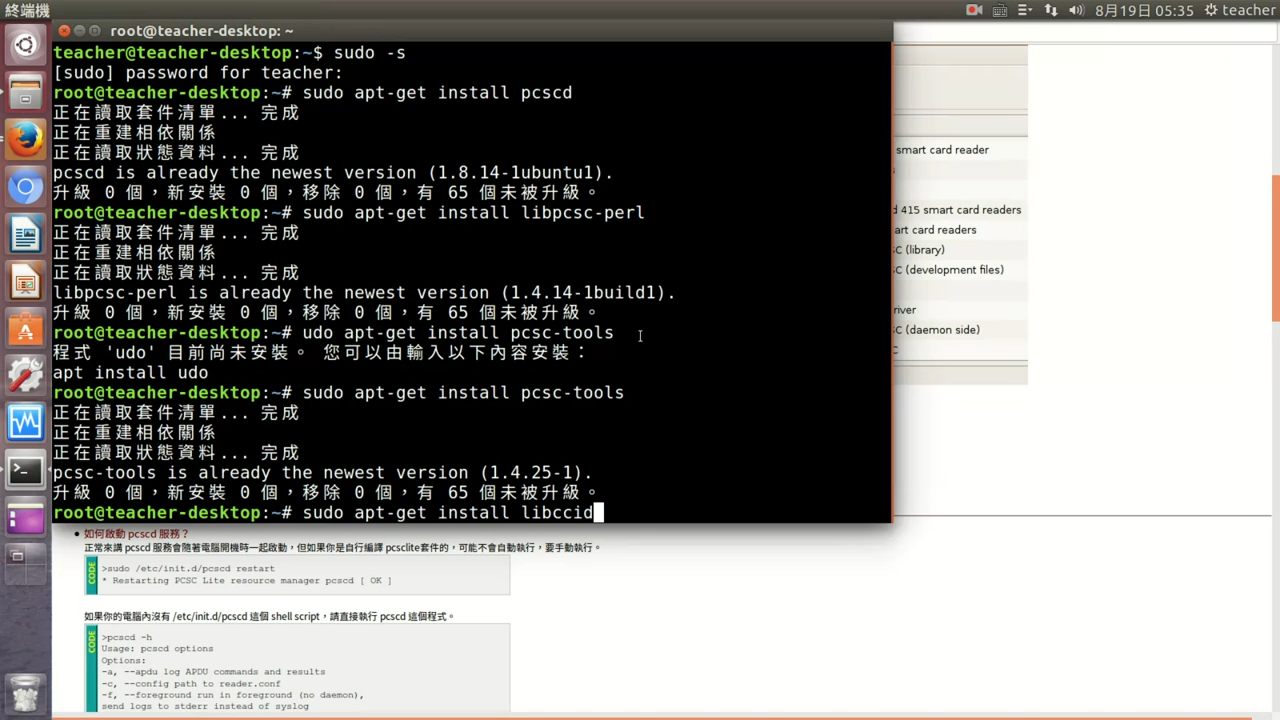 終端機
8月19日 05:35
teacher
root@teacher-desktop: ~
teacher@teacher-desktop:~$ sudo -s
[sudo] password for teacher:
root@teacher-desktop:~# sudo apt-get install pcscd
正在讀取套件清單... 完成
正在重建相依關係
正在讀取狀態資料... 完成
pcscd is already the newest version (1.8.14-1ubuntu1).
升級 0 個，新安裝 0 個，移除 0 個，有 65 個未被升級。
root@teacher-desktop:~# sudo apt-get install libpcsc-perl
正在讀取套件清單... 完成
正在重建相依關係
正在讀取狀態資料... 完成
libpcsc-perl is already the newest version (1.4.14-1build1).
升級 0 個，新安裝 0 個，移除 0 個，有 65 個未被升級。
root@teacher-desktop:~# udo apt-get install pcsc-tools
程式 'udo' 目前尚未安裝。 您可以由輸入以下內容安裝：
apt install udo
root@teacher-desktop:~# sudo apt-get install pcsc-tools
正在讀取套件清單... 完成
正在重建相依關係
正在讀取狀態資料... 完成
pcsc-tools is already the newest version (1.4.25-1).
升級 0 個，新安裝 0 個，移除 0 個，有 65 個未被升級。
root@teacher-desktop:~# sudo apt-get install libccid
smart card reader
d 415 smart card readers
art card readers
C (library)
C (development files)
river
C (daemon side)
C
如何啟動 pcscd 服務？
正常來講 pcscd 服務會隨著電腦開機時一起啟動，但如果你是自行編譯 pcsclite套件的，可能不會自動執行，要手動執行。
CODE
>sudo /etc/init.d/pcscd restart
* Restarting PCSC Lite resource manager pcscd [ OK ]
如果你的電腦內沒有 /etc/init.d/pcscd 這個 shell script，請直接執行 pcscd 這個程式。
CODE
>pcscd -h
Usage: pcscd options
Options:
-a, --apdu log APDU commands and results
-c, --config path to reader.conf
-f, --foreground run in foreground (no daemon),
send logs to stderr instead of syslog